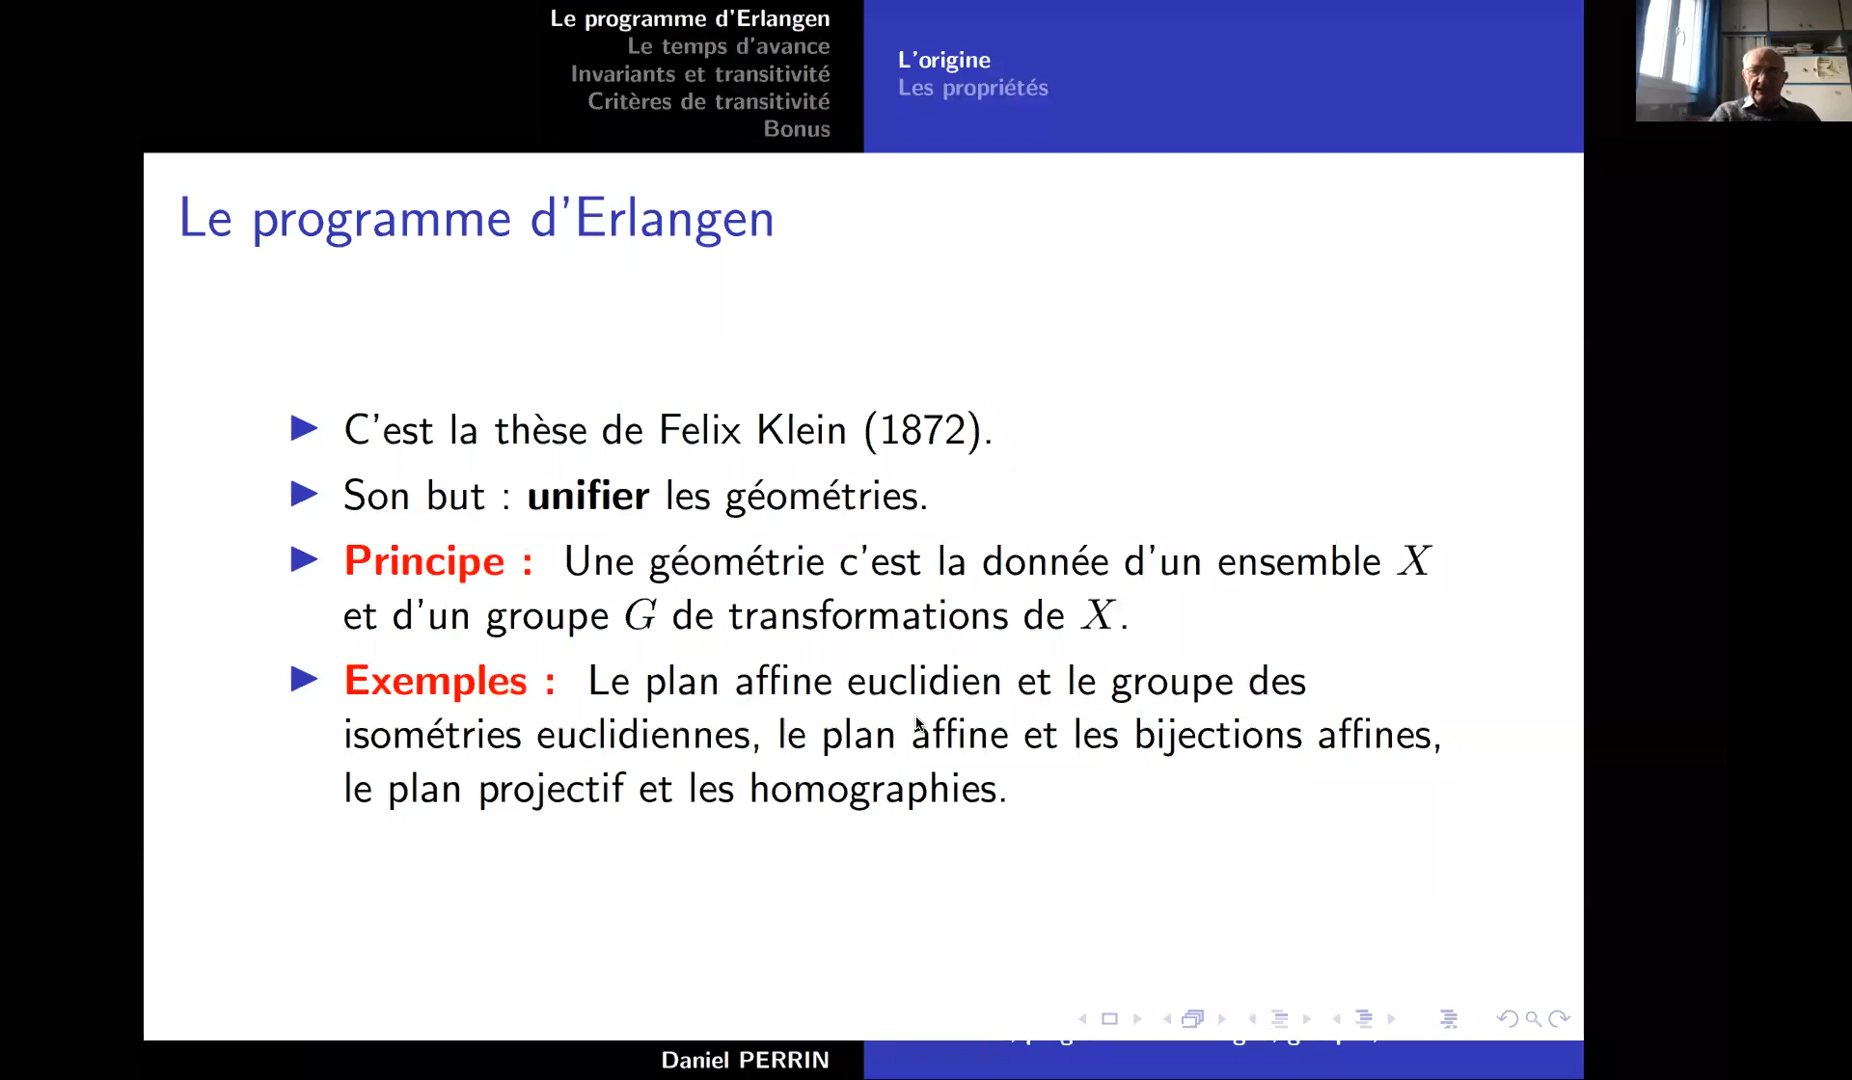 Le programme d'Erlangen
Le temps d'avance
Invariants et transitivité
Critères de transitivité
Bonus
L'origine
Les propriétés
Le programme d'Erlangen
C'est la thèse de Felix Klein (1872).
Son but : unifier les géométries.
Principe : Une géométrie c'est la donnée d'un ensemble X
et d'un groupe G de transformations de X.
Exemples : Le plan affine euclidien et le groupe des
isométries euclidiennes, le plan affine et les bijections affines,
le plan projectif et les homographies.
Daniel PERRIN